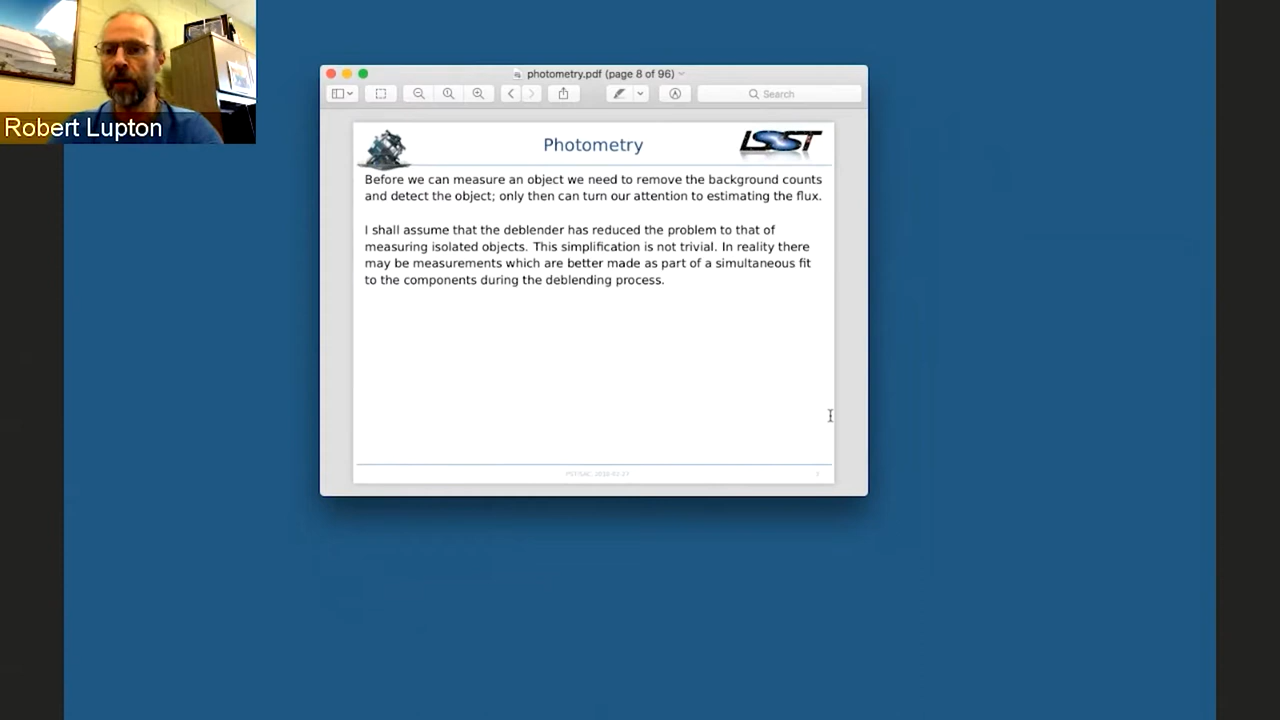 Robert Lupton
photometry.pdf (page 8 of 96)
Search
Photometry
LSST
Before we can measure an object we need to remove the background counts
and detect the object; only then can turn our attention to estimating the flux.
I shall assume that the deblender has reduced the problem to that of
measuring isolated objects. This simplification is not trivial. In reality there
may be measurements which are better made as part of a simultaneous fit
to the components during the deblending process.